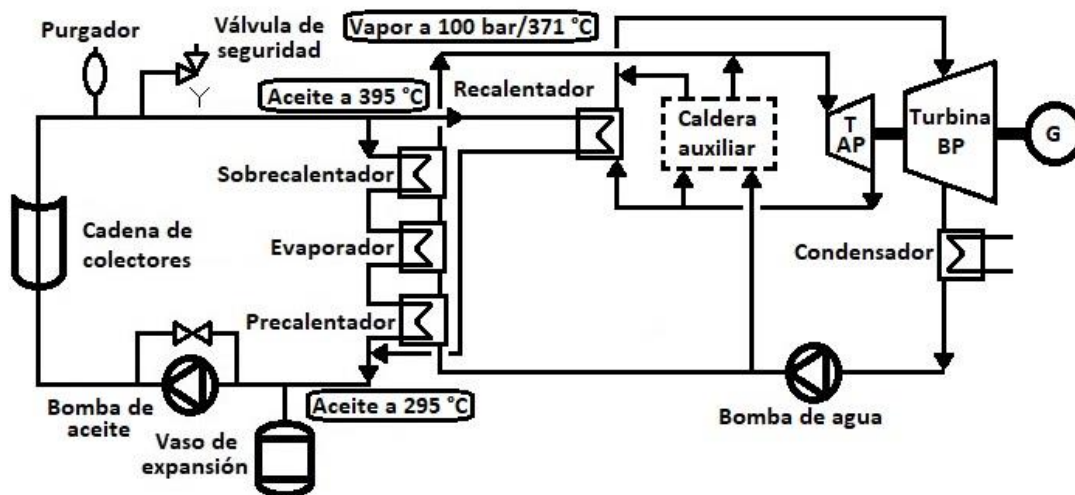 Purgador
Válvula de
seguridad
Vapor a 100 bar/371 °C
Aceite a 395 °C
Recalentador
Caldera
auxiliar
T
AP
Turbina
BP
G
Sobrecalentador
Cadena de
colectores
Evaporador
Condensador
Precalentador
Bomba de
aceite
Aceite a 295 °C
Bomba de agua
Vaso de
expansión